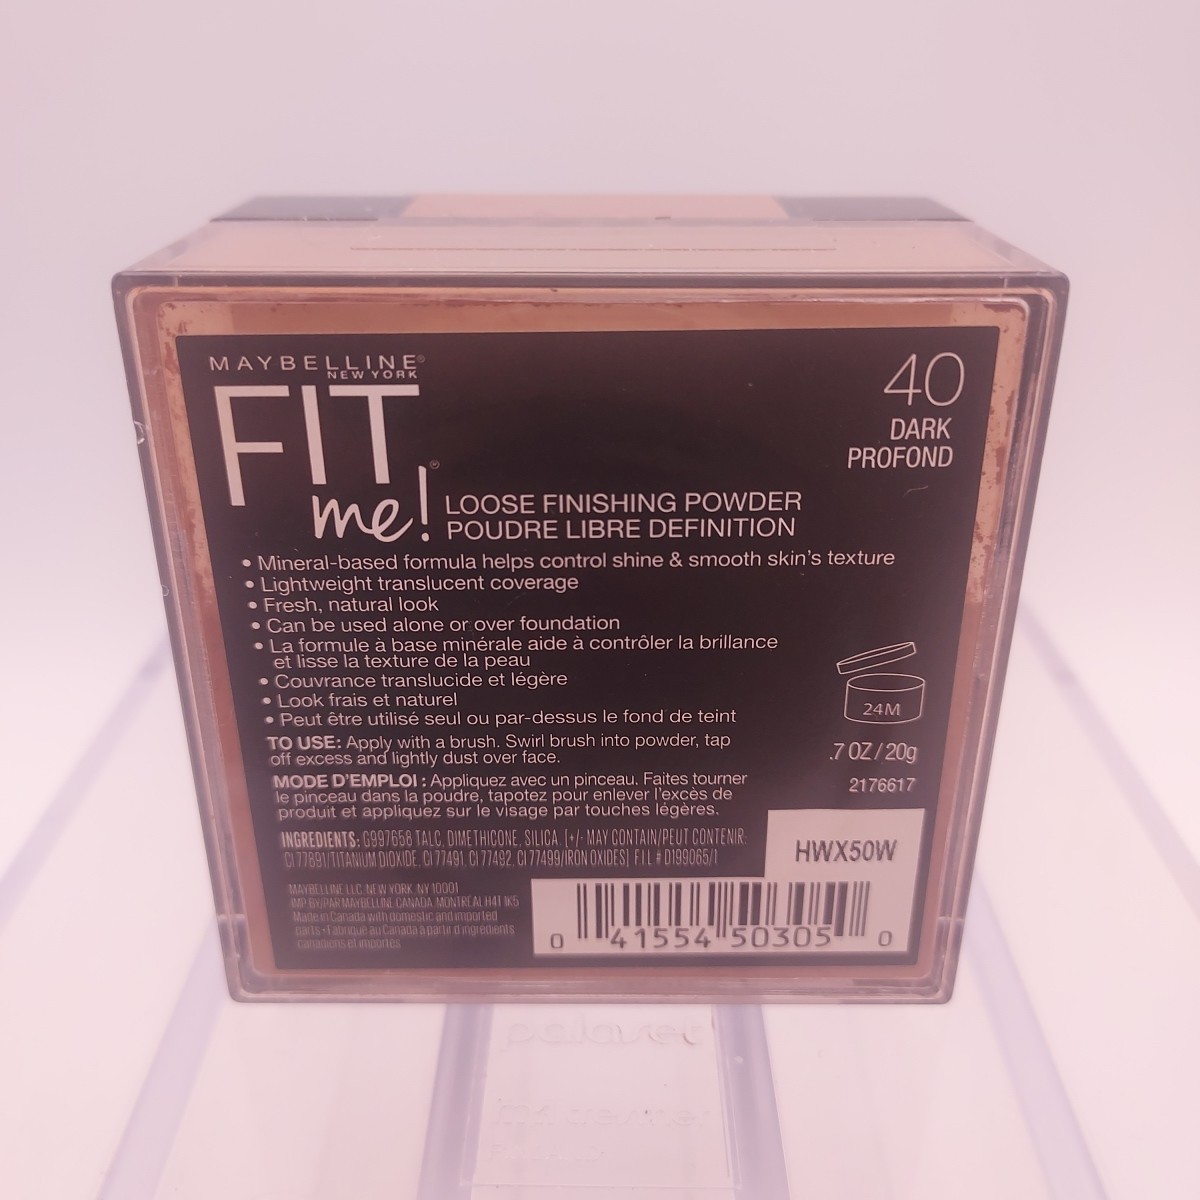 MAYBELLINE®
NEW YORK
FIT
me!®
40
DARK
PROFOND
LOOSE FINISHING POWDER
POUDRE LIBRE DEFINITION
• Mineral-based formula helps control shine & smooth skin's texture
• Lightweight translucent coverage
• Fresh, natural look
• Can be used alone or over foundation
• La formule à base minérale aide à contrôler la brillance
et lisse la texture de la peau
• Couvrance translucide et légère
• Look frais et naturel
• Peut être utilisé seul ou par-dessus le fond de teint
24M
TO USE: Apply with a brush. Swirl brush into powder, tap
off excess and lightly dust over face.
.7 OZ / 20g
MODE D'EMPLOI : Appliquez avec un pinceau. Faites tourner
le pinceau dans la poudre, tapotez pour enlever l'excès de
produit et appliquez sur le visage par touches légères.
2176617
INGREDIENTS: G997658 TALC, DIMETHICONE, SILICA. [+/- MAY CONTAIN/PEUT CONTENIR:
CI 77891/TITANIUM DIOXIDE, CI 77491, CI 77492, CI 77499/IRON OXIDES] F.I.L. # D199065/1
HWX50W
MAYBELLINE LLC, NEW YORK, NY 10001
IMP. BY/PAR MAYBELLINE, CANADA, MONTREAL H4T 1K5
Made in Canada with domestic and imported
parts • Fabriqué au Canada à partir d'ingrédients
canadiens et importés
0 41554 50305 0
palaset